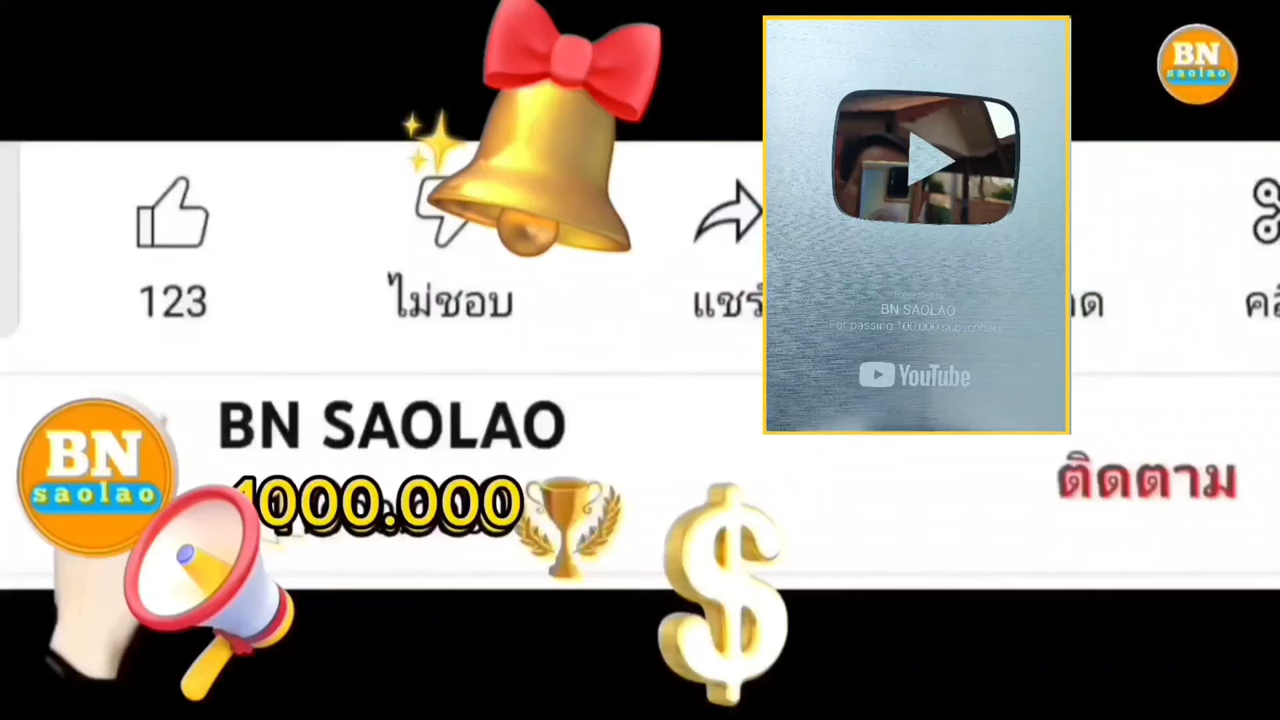 BN
saolao
123
ไม่ชอบ
แชร์
BN SAOLAO
For passing 100,000 subscribers
YouTube
BN SAOLAO
BN
saolao
000.000
ติดตาม